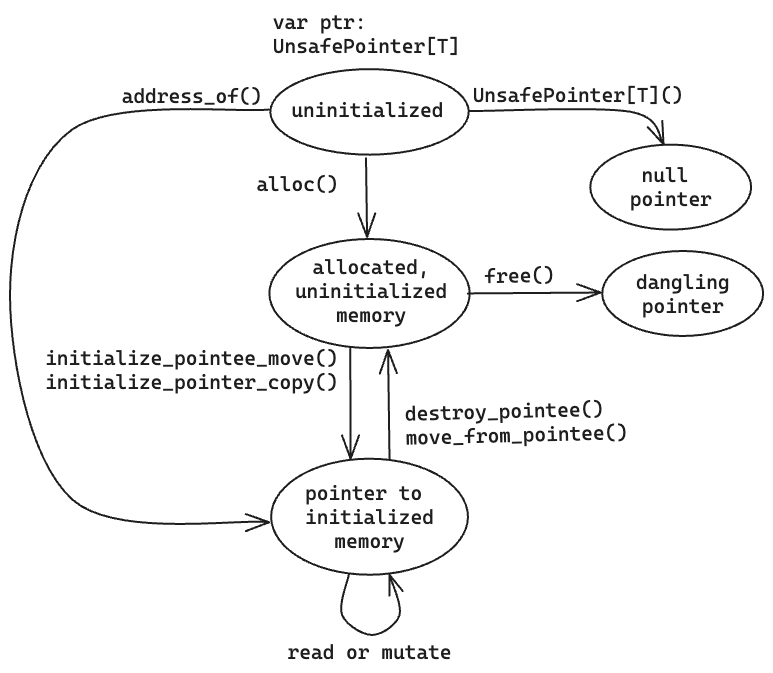 var ptr:
UnsafePointer[T]
address_of()
uninitialized
UnsafePointer[T]()
null
pointer
alloc()
allocated,
uninitialized
memory
free()
dangling
pointer
initialize_pointee_move()
initialize_pointer_copy()
destroy_pointee()
move_from_pointee()
pointer to
initialized
memory
read or mutate